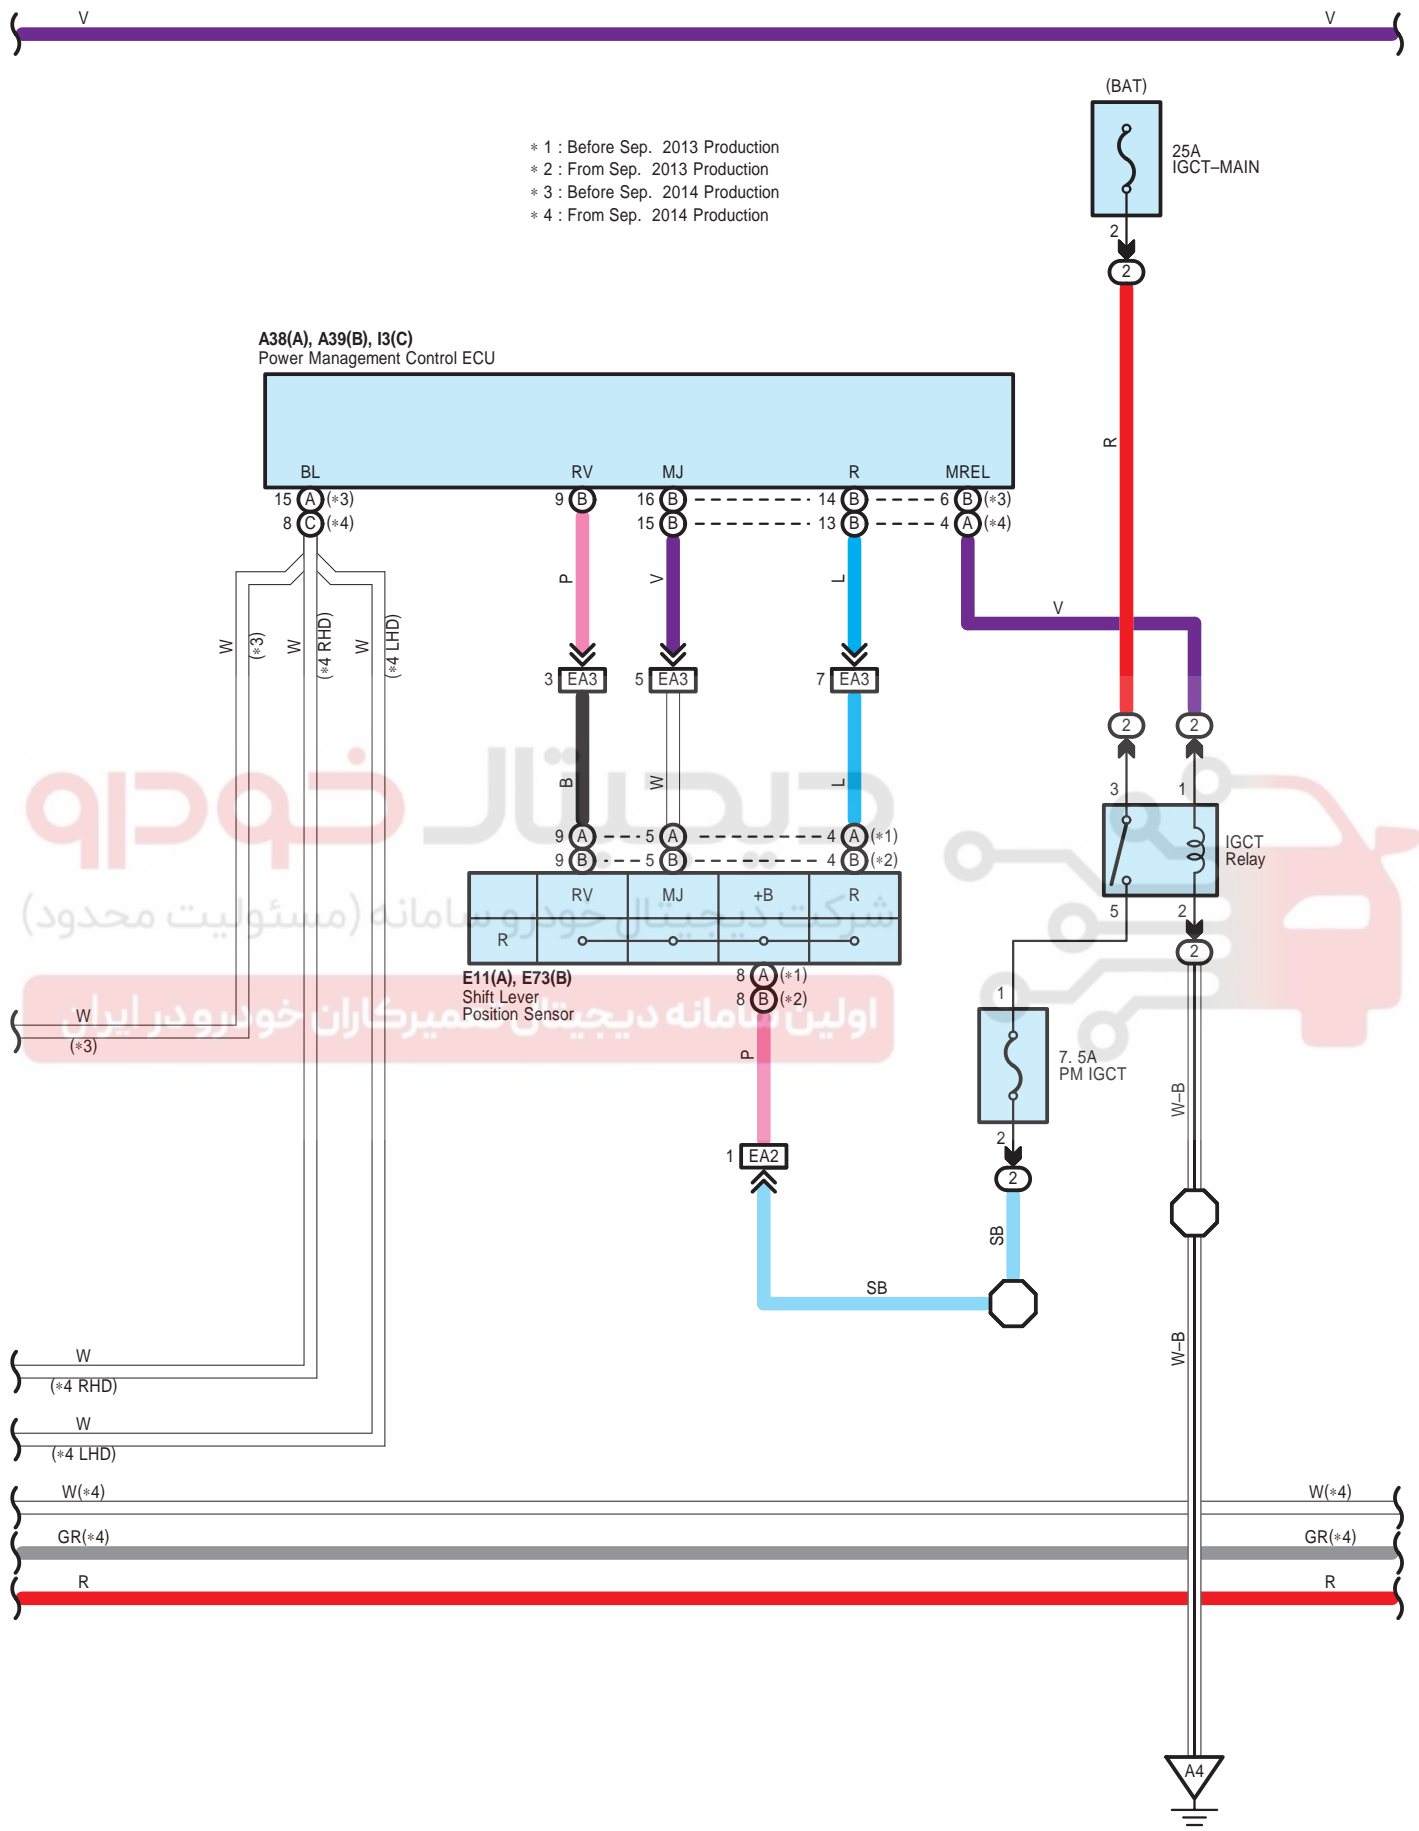 V V
(BAT)
25A
IGCT–MAIN
2
2
∗ 1 : Before Sep. 2013 Production
∗ 2 : From Sep. 2013 Production
∗ 3 : Before Sep. 2014 Production
∗ 4 : From Sep. 2014 Production
R
A38(A), A39(B), I3(C)
Power Management Control ECU
BL RV MJ R MREL
15 A (∗3) 9 B 16 B 14 B 6 B (∗3)
8 C (∗4) 15 B 13 B 4 A (∗4)
P V L
V
W (∗3) W (∗4 RHD) W (∗4 LHD)
3 EA3 5 EA3 7 EA3
2 2
B W L
3 1
دیجیتال خودرو
9 A 5 A 4 A (∗1)
9 B 5 B 4 B (∗2)
IGCT
Relay
RV MJ +B R
R
5 2
2
شرکت دیجیتال خودرو سامانه (مسئولیت محدود)
E11(A), E73(B)
Shift Lever
Position Sensor
8 A (∗1)
8 B (∗2)
اولین سامانه دیجیتال تعمیرکاران خودرو در ایران
W
(∗3)
P
1
7. 5A
PM IGCT
W–B
2
2
1 EA2
SB
SB
W–B
W
(∗4 RHD)
W
(∗4 LHD)
W(∗4) W(∗4)
GR(∗4) GR(∗4)
R R
A4